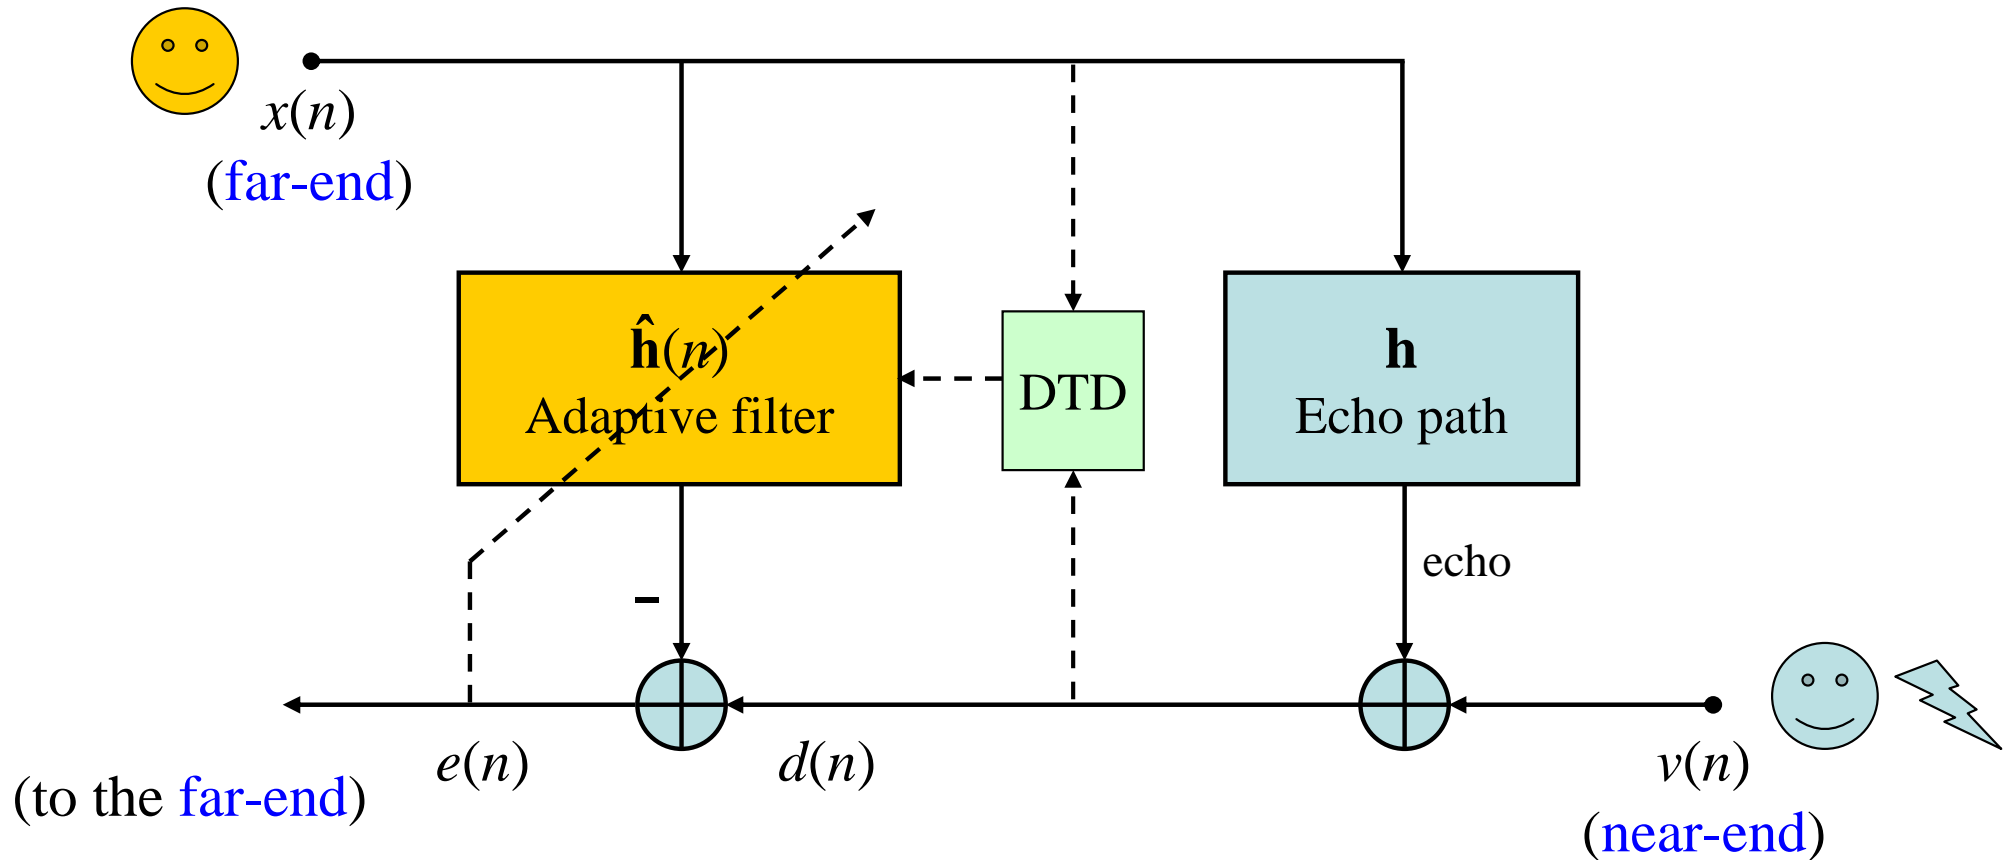 x(n)
(far-end)
ĥ(n)
Adaptive filter
DTD
h
Echo path
echo
–
e(n)
d(n)
v(n)
(to the far-end)
(near-end)